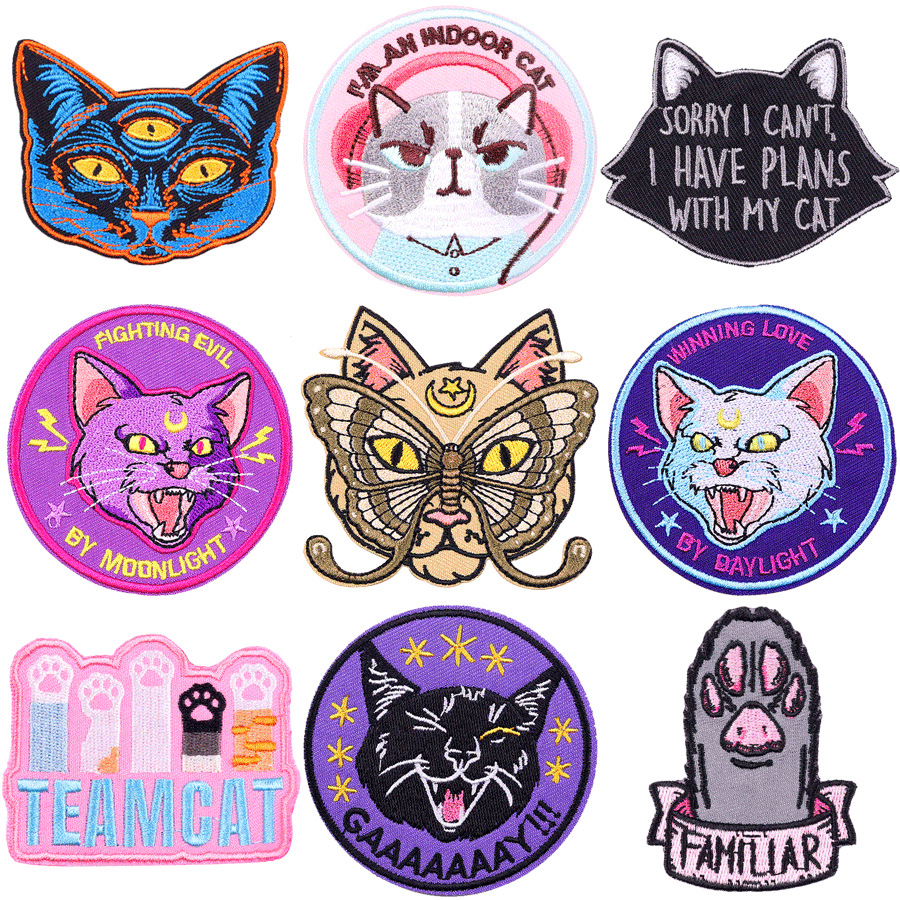 I'M AN INDOOR CAT
SORRY I CAN'T,
I HAVE PLANS
WITH MY CAT
FIGHTING EVIL
BY MOONLIGHT
WINNING LOVE
BY DAYLIGHT
TEAMCAT
GAAAAAAAY!!!
FAMILIAR